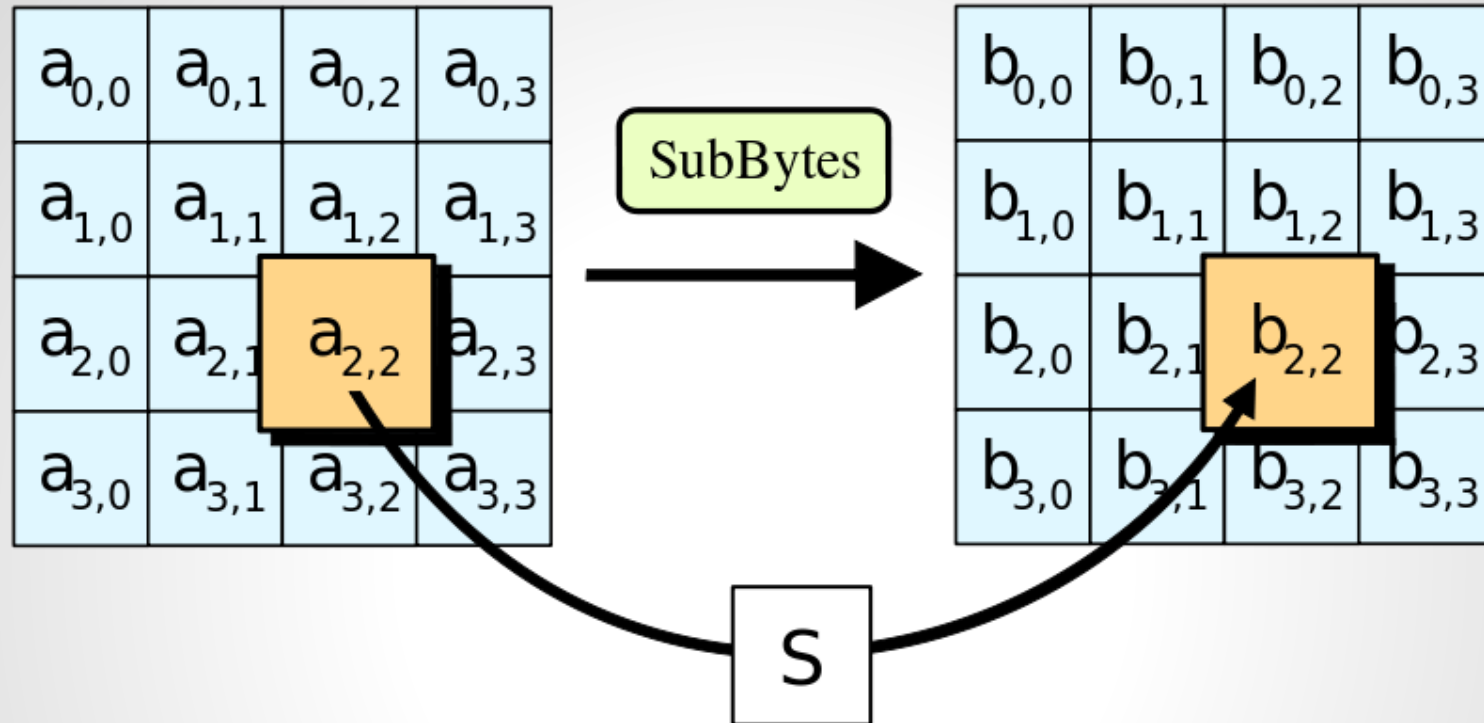 a0,0 a0,1 a0,2 a0,3
a1,0 a1,1 a1,2 a1,3
a2,0 a2,1 a2,2 a2,3
a3,0 a3,1 a3,2 a3,3
SubBytes
b0,0 b0,1 b0,2 b0,3
b1,0 b1,1 b1,2 b1,3
b2,0 b2,1 b2,2 b2,3
b3,0 b3,1 b3,2 b3,3
S